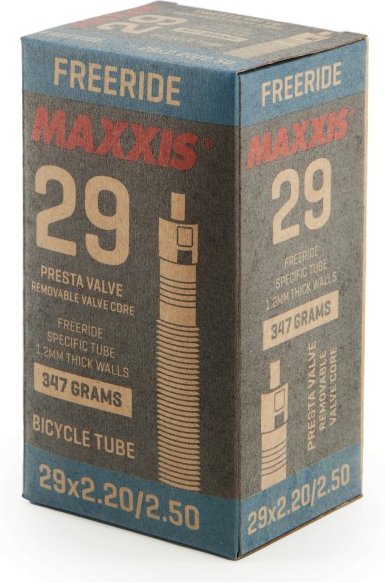 29
FREERIDE
MAXXIS®
29
PRESTA VALVE
REMOVABLE VALVE CORE
FREERIDE
SPECIFIC TUBE
1.2MM THICK WALLS
347 GRAMS
BICYCLE TUBE
29x2.20/2.50
FREERIDE
MAXXIS
29
FREERIDE
SPECIFIC TUBE
1.2MM THICK WALLS
347 GRAMS
PRESTA VALVE
REMOVABLE
VALVE CORE
29x2.20/2.50